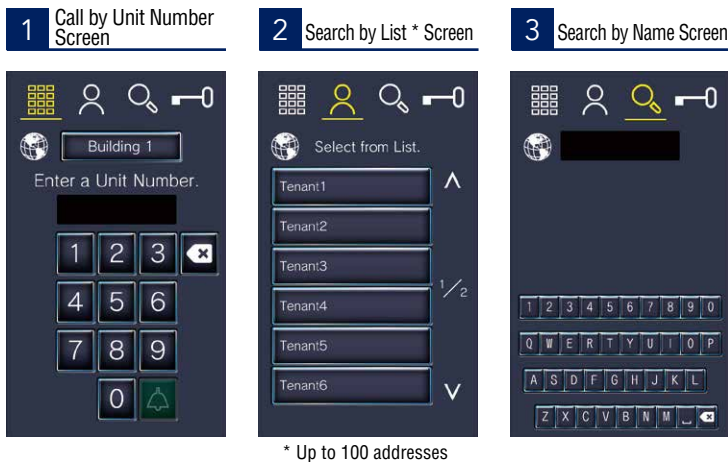 1 Call by Unit Number Screen
Building 1
Enter a Unit Number.
1 2 3
4 5 6
7 8 9
0
2 Search by List * Screen
Select from List.
Tenant1
Tenant2
Tenant3
1/2
Tenant4
Tenant5
Tenant6
* Up to 100 addresses
3 Search by Name Screen
1 2 3 4 5 6 7 8 9 0
Q W E R T Y U I O P
A S D F G H J K L
Z X C V B N M